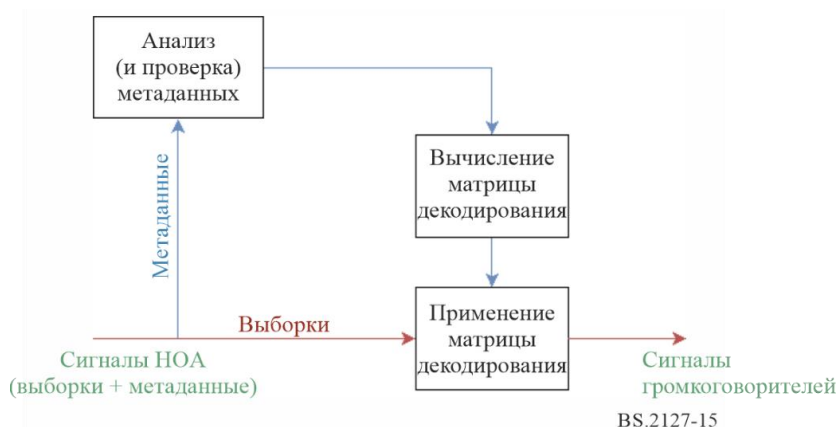 Анализ
(и проверка)
метаданных
Метаданные
Вычисление
матрицы
декодирования
Выборки
Применение
матрицы
декодирования
Сигналы HOA
(выборки + метаданные)
Сигналы
громкоговорителей
BS.2127-15